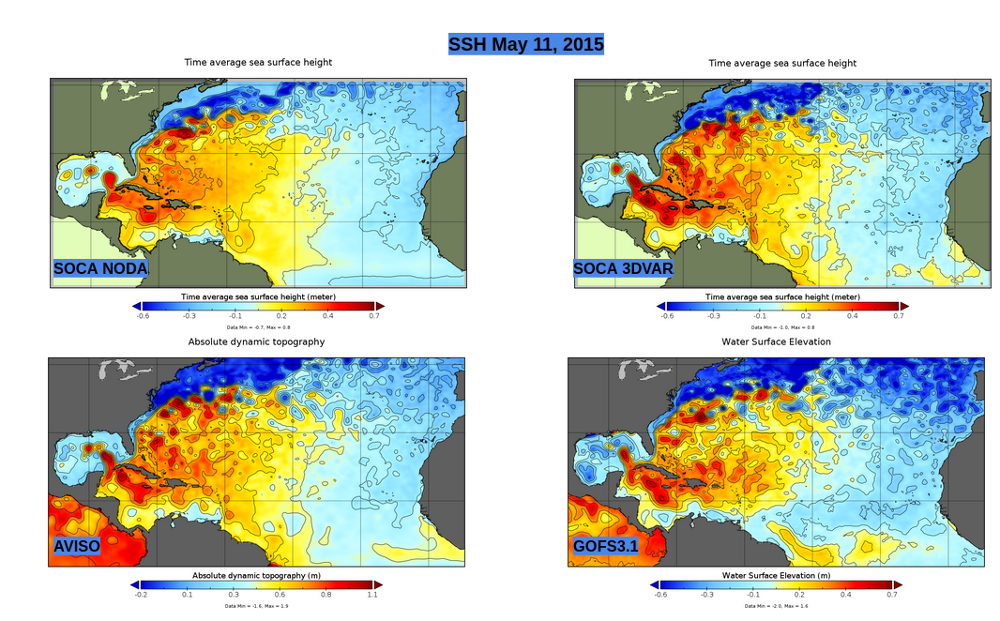 SSH May 11, 2015
Time average sea surface height
Time average sea surface height
SOCA NODA
SOCA 3DVAR
Time average sea surface height (meter)
-0.6 -0.3 -0.1 0.2 0.4 0.7
Data Min = -0.7, Max = 0.8
Time average sea surface height (meter)
-0.6 -0.3 -0.1 0.2 0.4 0.7
Data Min = -1.0, Max = 0.8
Absolute dynamic topography
Water Surface Elevation
AVISO
GOFS3.1
Absolute dynamic topography (m)
-0.2 0.1 0.3 0.6 0.8 1.1
Data Min = -1.6, Max = 1.9
Water Surface Elevation (m)
-0.6 -0.3 -0.1 0.2 0.4 0.7
Data Min = -2.0, Max = 1.6